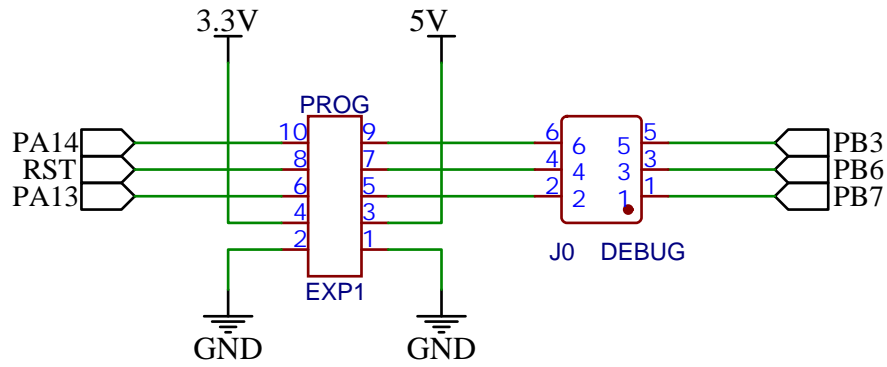 3.3V 5V
PROG
PA14 10 9 6 6 5 5 PB3
RST 8 7 4 4 3 3 PB6
PA13 6 5 2 2 1 1 PB7
4 3
2 1
J0 DEBUG
EXP1
GND GND